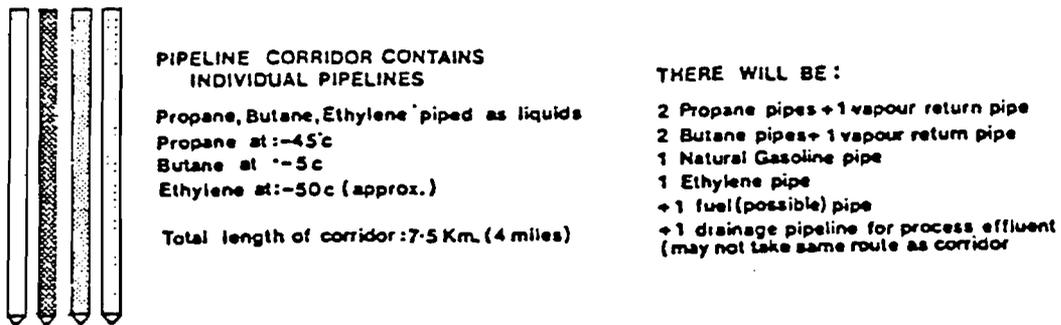 PIPELINE CORRIDOR CONTAINS
INDIVIDUAL PIPELINES
Propane, Butane, Ethylene piped as liquids
Propane at:-45°c
Butane at :-5c
Ethylene at:-50c (approx.)
Total length of corridor:7·5 Km. (4 miles)
THERE WILL BE:
2 Propane pipes + 1 vapour return pipe
2 Butane pipes + 1 vapour return pipe
1 Natural Gasoline pipe
1 Ethylene pipe
+ 1 fuel (possible) pipe
+ 1 drainage pipeline for process effluent
(may not take same route as corridor